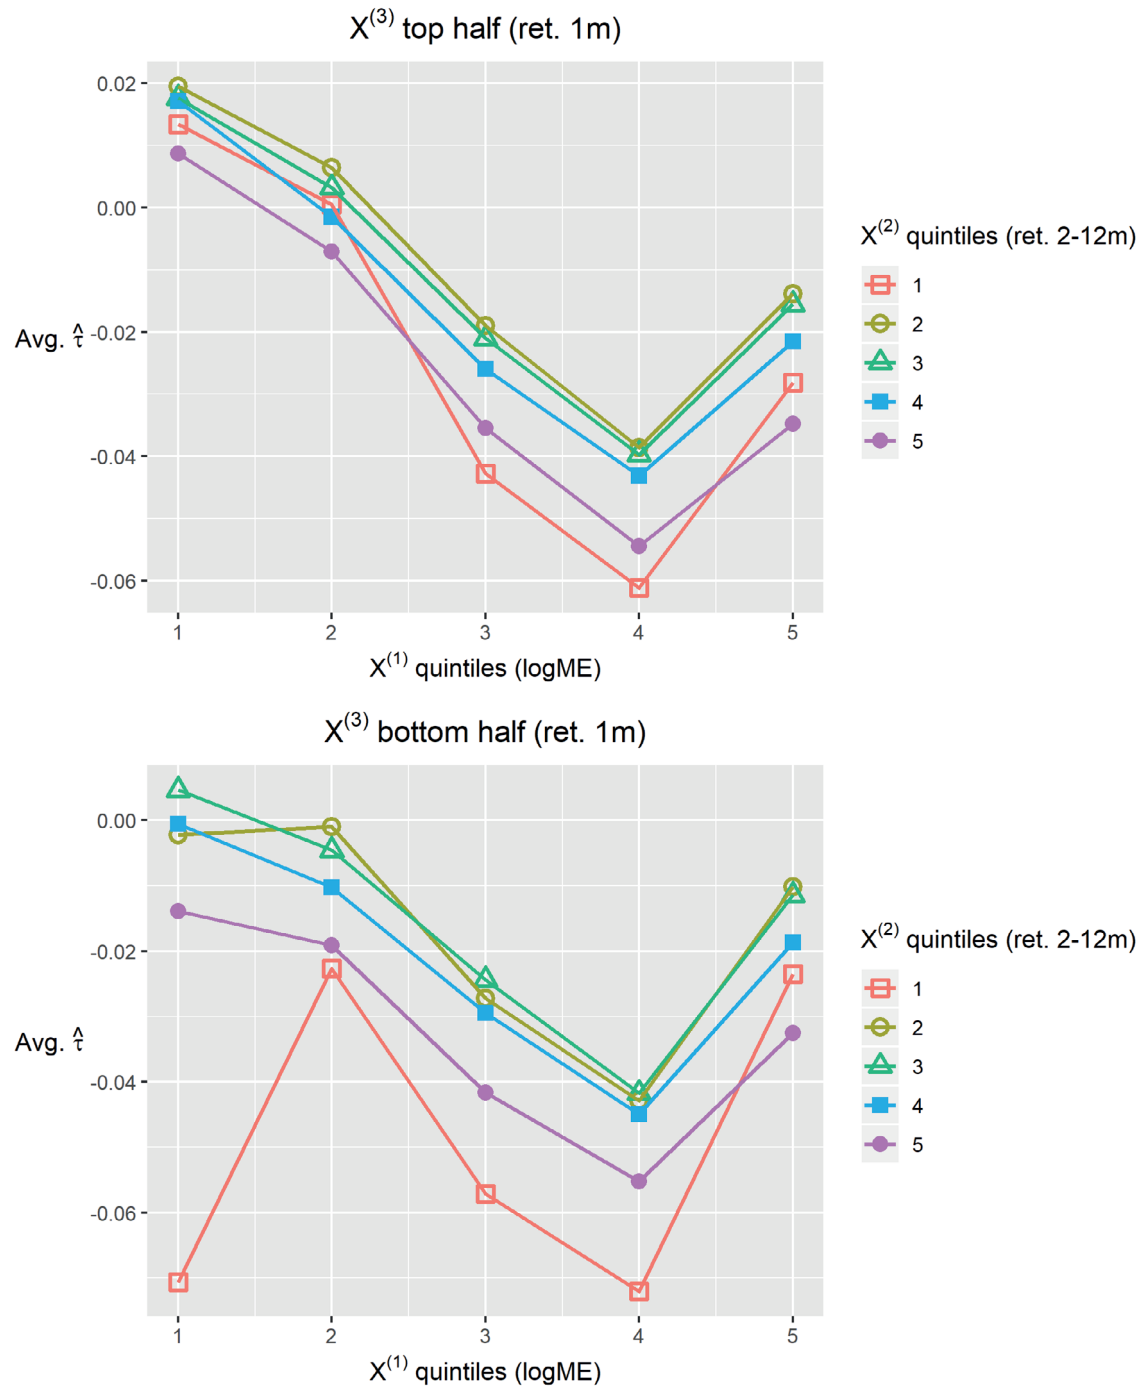 X(3) top half (ret. 1m)
0.02
0.00
-0.02
-0.04
-0.06
Avg. τ̂
1 2 3 4 5
X(1) quintiles (logME)
X(2) quintiles (ret. 2-12m)
1
2
3
4
5
X(3) bottom half (ret. 1m)
0.00
-0.02
-0.04
-0.06
Avg. τ̂
1 2 3 4 5
X(1) quintiles (logME)
X(2) quintiles (ret. 2-12m)
1
2
3
4
5